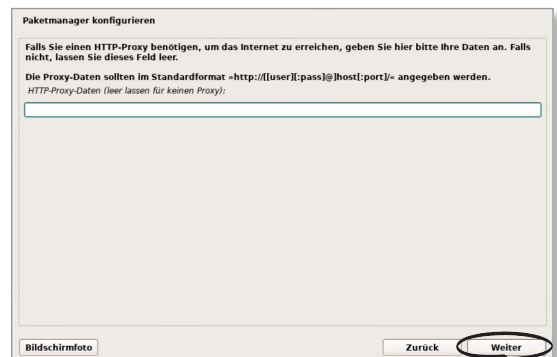 Paketmanager konfigurieren
Falls Sie einen HTTP-Proxy benötigen, um das Internet zu erreichen, geben Sie hier bitte Ihre Daten an. Falls
nicht, lassen Sie dieses Feld leer.
Die Proxy-Daten sollten im Standardformat »http://[[user][:pass]@]host[:port]/« angegeben werden.
HTTP-Proxy-Daten (leer lassen für keinen Proxy):
Bildschirmfoto
Zurück
Weiter